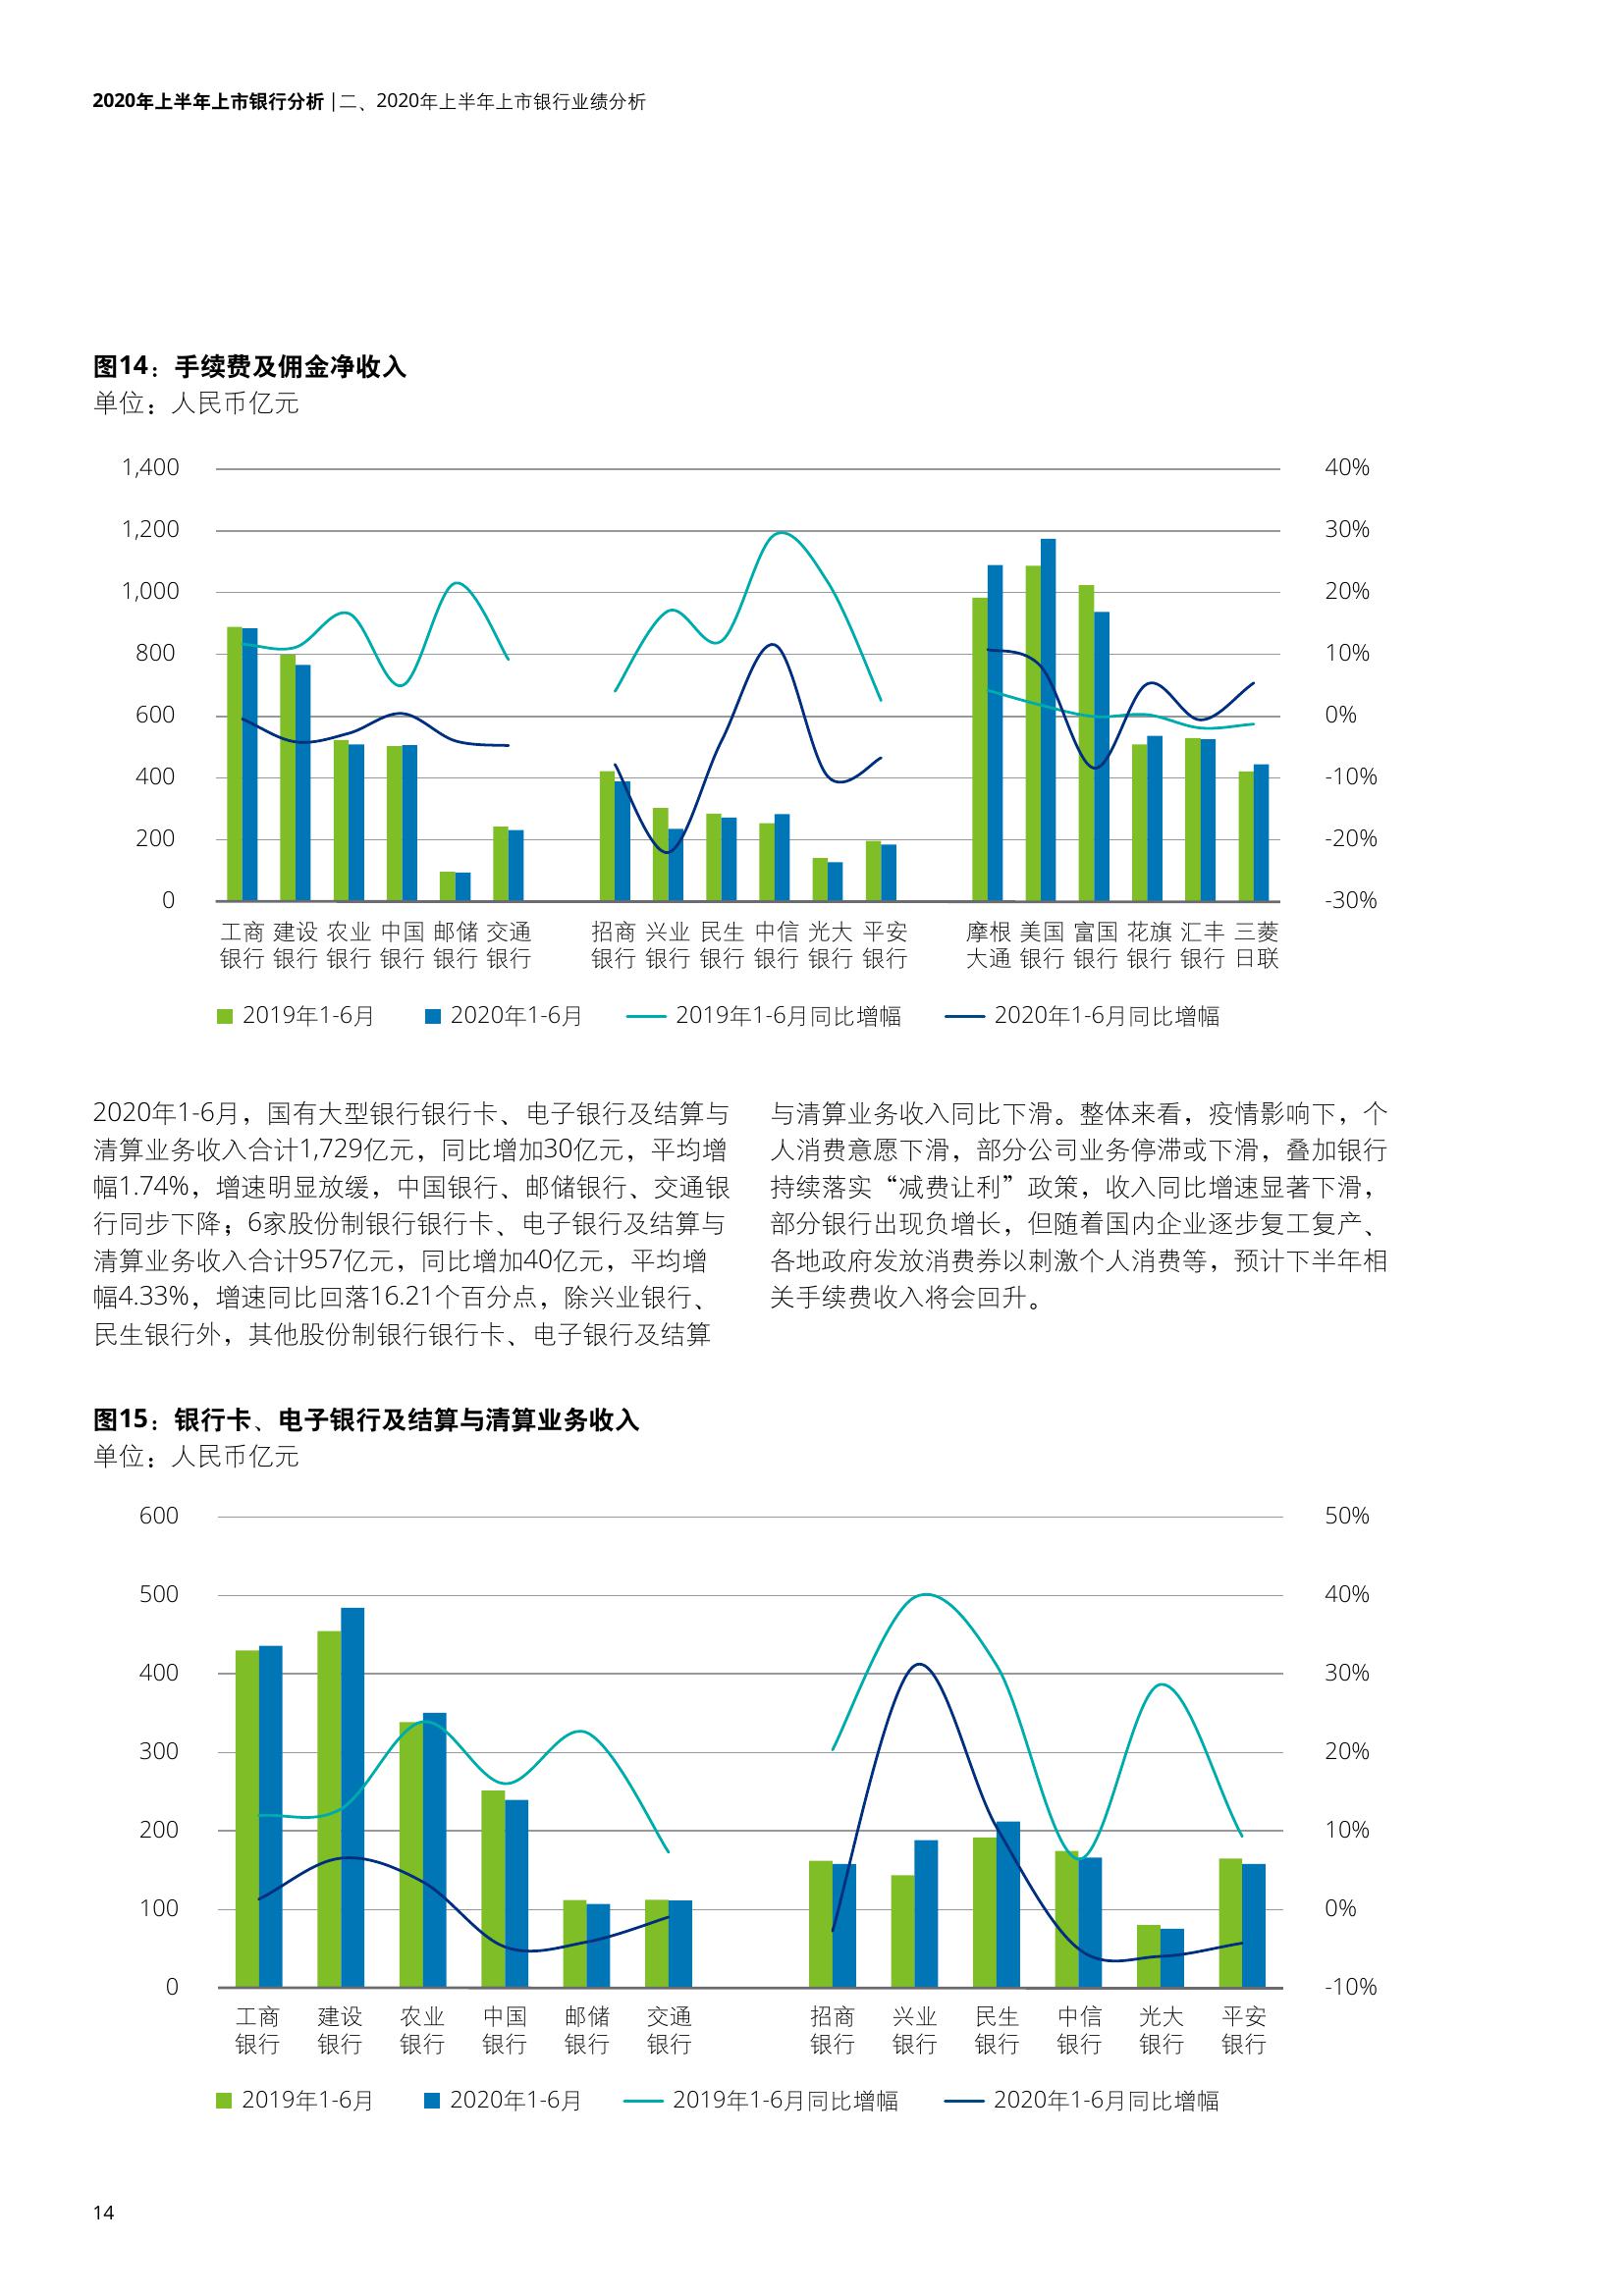 2020年上半年上市银行分析 |二、2020年上半年上市银行业绩分析
图14：手续费及佣金净收入
单位：人民币亿元
1,400
1,200
1,000
800
600
400
200
0
40%
30%
20%
10%
0%
-10%
-20%
-30%
工商银行 建设银行 农业银行 中国银行 邮储银行 交通银行 招商银行 兴业银行 民生银行 中信银行 光大银行 平安银行 摩根大通 美国银行 富国银行 花旗银行 汇丰银行 三菱日联
2019年1-6月 2020年1-6月 2019年1-6月同比增幅 2020年1-6月同比增幅
2020年1-6月，国有大型银行银行卡、电子银行及结算与
清算业务收入合计1,729亿元，同比增加30亿元，平均增
幅1.74%，增速明显放缓，中国银行、邮储银行、交通银
行同步下降；6家股份制银行银行卡、电子银行及结算与
清算业务收入合计957亿元，同比增加40亿元，平均增
幅4.33%，增速同比回落16.21个百分点，除兴业银行、
民生银行外，其他股份制银行银行卡、电子银行及结算
与清算业务收入同比下滑。整体来看，疫情影响下，个
人消费意愿下滑，部分公司业务停滞或下滑，叠加银行
持续落实“减费让利”政策，收入同比增速显著下滑，
部分银行出现负增长，但随着国内企业逐步复工复产、
各地政府发放消费券以刺激个人消费等，预计下半年相
关手续费收入将会回升。
图15：银行卡、电子银行及结算与清算业务收入
单位：人民币亿元
600
500
400
300
200
100
0
50%
40%
30%
20%
10%
0%
-10%
工商银行 建设银行 农业银行 中国银行 邮储银行 交通银行 招商银行 兴业银行 民生银行 中信银行 光大银行 平安银行
2019年1-6月 2020年1-6月 2019年1-6月同比增幅 2020年1-6月同比增幅
14